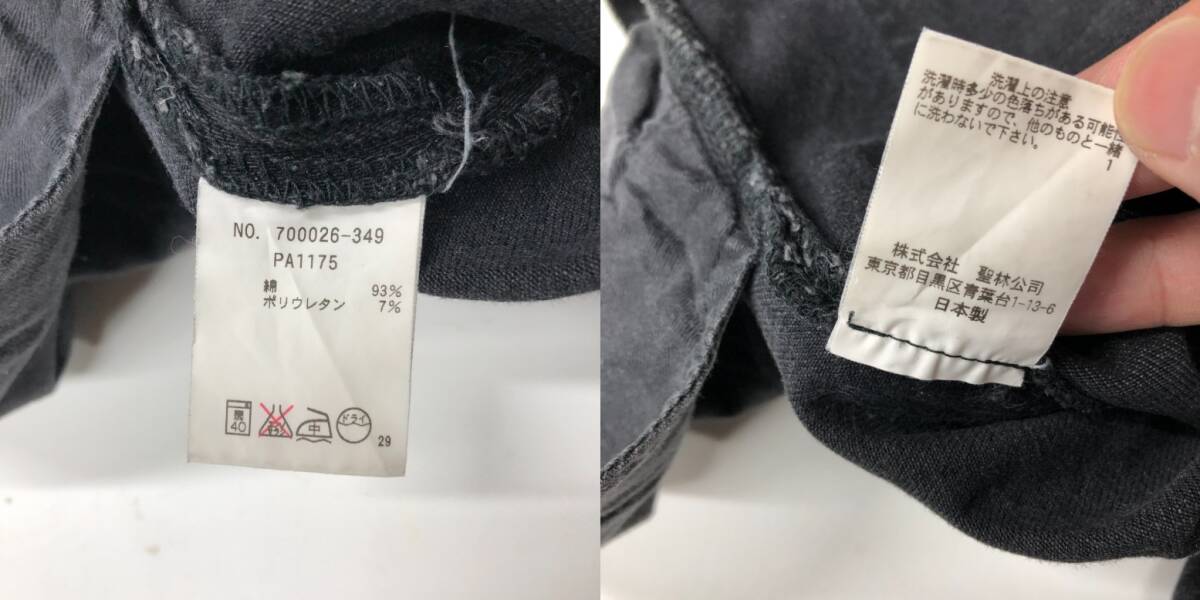 NO. 700026-349
PA1175
綿 93%
ポリウレタン 7%
40
中
ドライ
29
洗濯上の注意
洗濯時多少の色落ちがある可能性
がありますので、他のものと一緒
に洗わないで下さい。
1
株式会社 聖林公司
東京都目黒区青葉台1-13-6
日本製